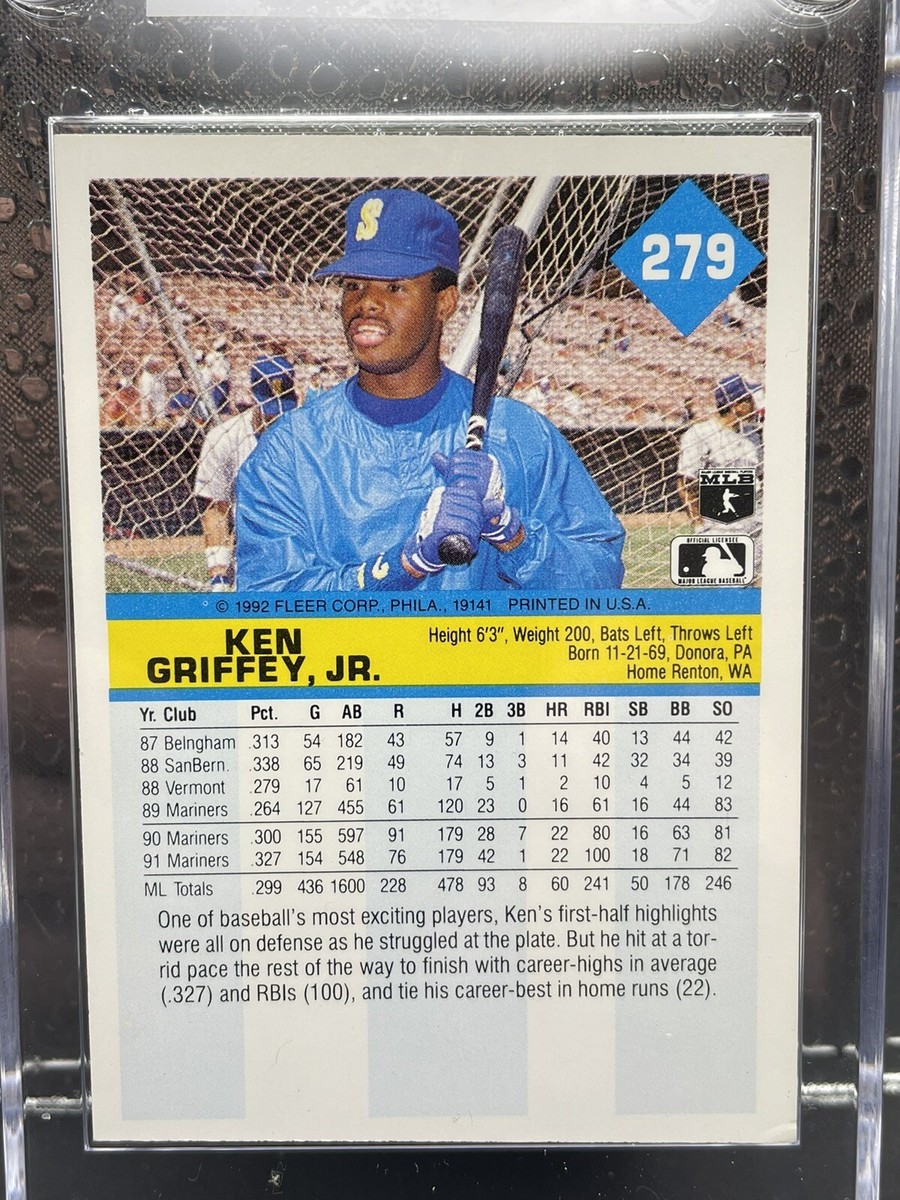 S
279
MLB
OFFICIAL LICENSEE
MAJOR LEAGUE BASEBALL
© 1992 FLEER CORP., PHILA., 19141 PRINTED IN U.S.A.
KEN
GRIFFEY, JR.
Height 6'3", Weight 200, Bats Left, Throws Left
Born 11-21-69, Donora, PA
Home Renton, WA
Yr. Club Pct. G AB R H 2B 3B HR RBI SB BB SO
87 Belngham .313 54 182 43 57 9 1 14 40 13 44 42
88 SanBern. .338 65 219 49 74 13 3 11 42 32 34 39
88 Vermont .279 17 61 10 17 5 1 2 10 4 5 12
89 Mariners .264 127 455 61 120 23 0 16 61 16 44 83
90 Mariners .300 155 597 91 179 28 7 22 80 16 63 81
91 Mariners .327 154 548 76 179 42 1 22 100 18 71 82
ML Totals .299 436 1600 228 478 93 8 60 241 50 178 246
One of baseball's most exciting players, Ken's first-half highlights
were all on defense as he struggled at the plate. But he hit at a tor-
rid pace the rest of the way to finish with career-highs in average
(.327) and RBIs (100), and tie his career-best in home runs (22).